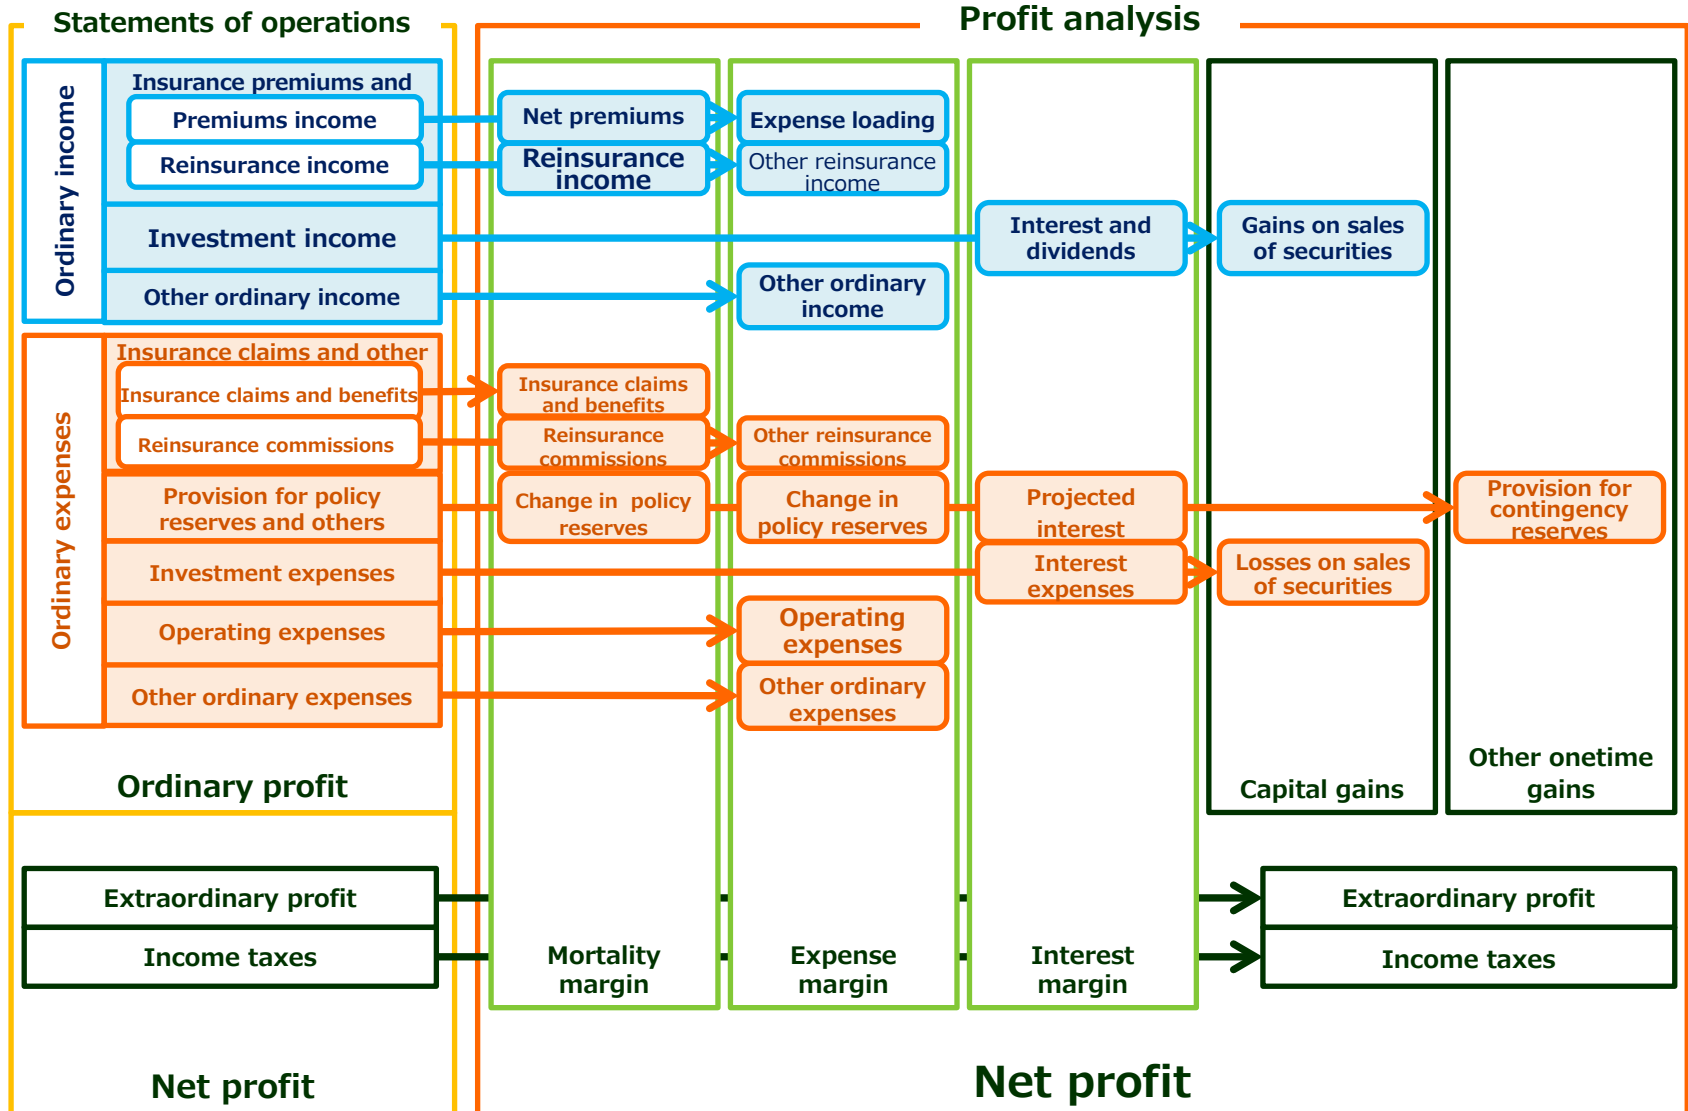 Statements of operations
Profit analysis
Ordinary income
Insurance premiums and
Premiums income
Net premiums
Expense loading
Reinsurance income
Reinsurance
income
Other reinsurance
income
Investment income
Interest and
dividends
Gains on sales
of securities
Other ordinary income
Other ordinary
income
Ordinary expenses
Insurance claims and other
Insurance claims and benefits
Insurance claims
and benefits
Reinsurance commissions
Reinsurance
commissions
Other reinsurance
commissions
Provision for policy
reserves and others
Change in policy
reserves
Change in
policy reserves
Projected
interest
Provision for
contingency
reserves
Investment expenses
Interest
expenses
Losses on sales
of securities
Operating expenses
Operating
expenses
Other ordinary expenses
Other ordinary
expenses
Ordinary profit
Capital gains
Other onetime
gains
Extraordinary profit
Extraordinary profit
Income taxes
Mortality
margin
Expense
margin
Interest
margin
Income taxes
Net profit
Net profit